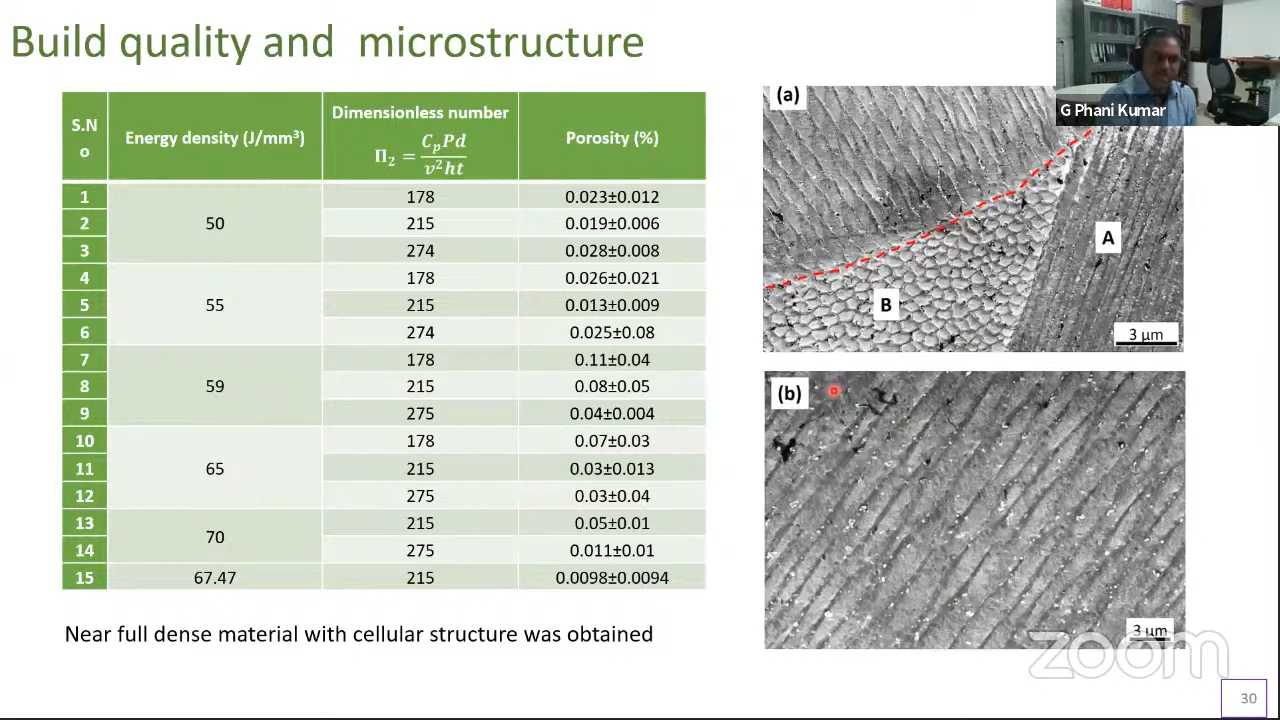 Build quality and microstructure
G Phani Kumar
S.N
o
Energy density (J/mm³)
Dimensionless number
Π₂ = CₚPd / v²ht
Porosity (%)
1 50 178 0.023±0.012
2 215 0.019±0.006
3 274 0.028±0.008
4 55 178 0.026±0.021
5 215 0.013±0.009
6 274 0.025±0.08
7 59 178 0.11±0.04
8 215 0.08±0.05
9 275 0.04±0.004
10 65 178 0.07±0.03
11 215 0.03±0.013
12 275 0.03±0.04
13 70 215 0.05±0.01
14 275 0.011±0.01
15 67.47 215 0.0098±0.0094
Near full dense material with cellular structure was obtained
(a)
A
B
3 μm
(b)
3 μm
zoom
30